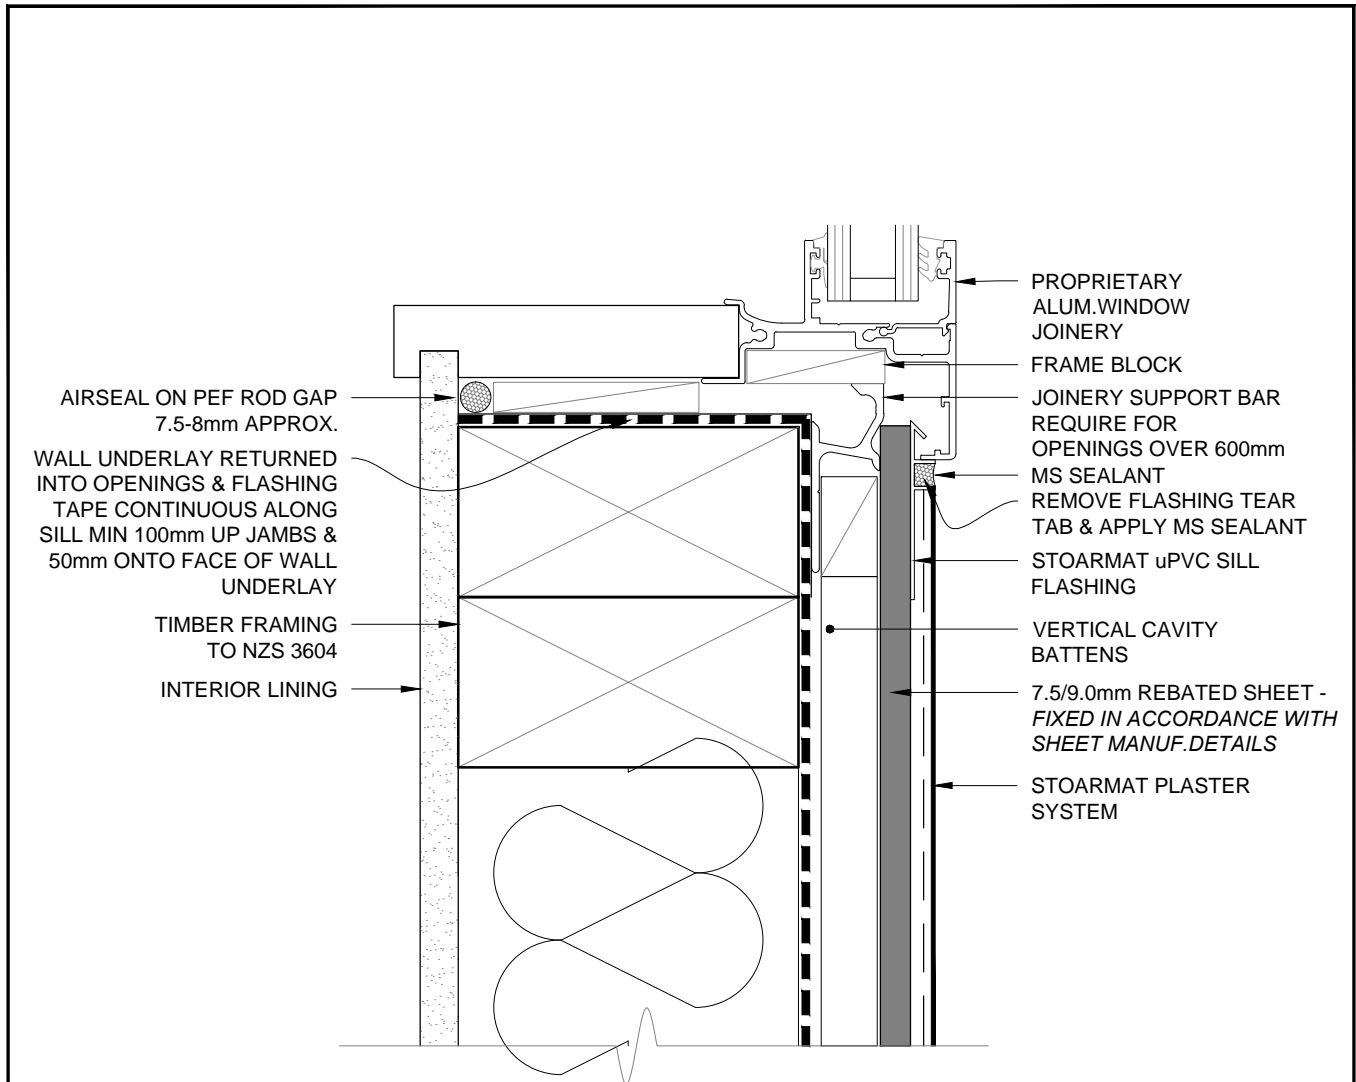 AIRSEAL ON PEF ROD GAP
7.5-8mm APPROX.
WALL UNDERLAY RETURNED
INTO OPENINGS & FLASHING
TAPE CONTINUOUS ALONG
SILL MIN 100mm UP JAMBS &
50mm ONTO FACE OF WALL
UNDERLAY
TIMBER FRAMING
TO NZS 3604
INTERIOR LINING
PROPRIETARY
ALUM.WINDOW
JOINERY
FRAME BLOCK
JOINERY SUPPORT BAR
REQUIRE FOR
OPENINGS OVER 600mm
MS SEALANT
REMOVE FLASHING TEAR
TAB & APPLY MS SEALANT
STOARMAT uPVC SILL
FLASHING
VERTICAL CAVITY
BATTENS
7.5/9.0mm REBATED SHEET -
FIXED IN ACCORDANCE WITH
SHEET MANUF.DETAILS
STOARMAT PLASTER
SYSTEM